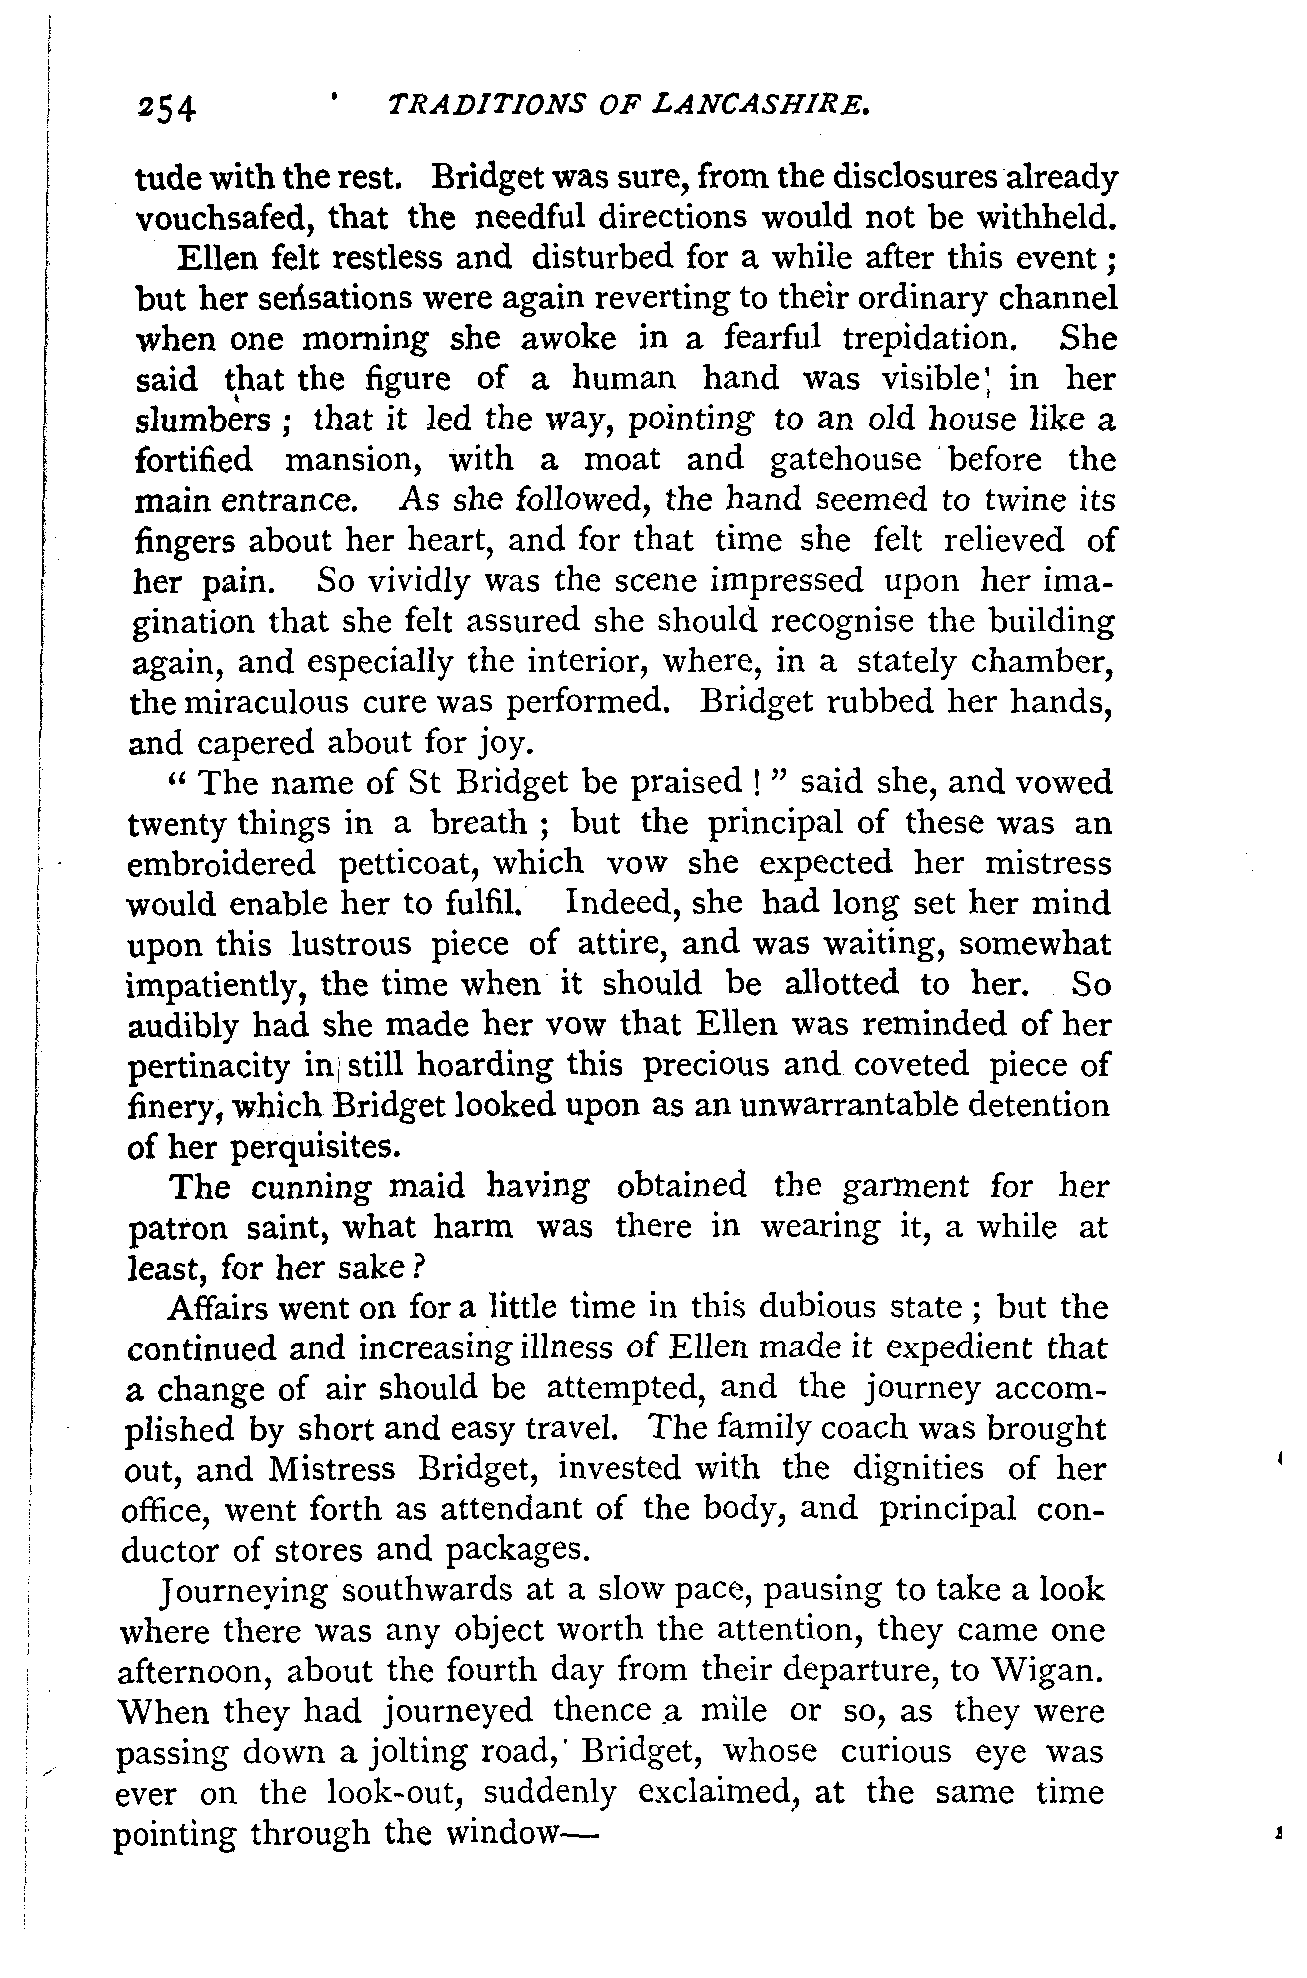 254 TRADITIONS OF LANCASHIRE.
tude with the rest. Bridget was sure, from the disclosures already
vouchsafed, that the needful directions would not be withheld.
Ellen felt restless and disturbed for a while after this event ;
but her sensations were again reverting to their ordinary channel
when one morning she awoke in a fearful trepidation. She
said that the figure of a human hand was visible in her
slumbers ; that it led the way, pointing to an old house like a
fortified mansion, with a moat and gatehouse before the
main entrance. As she followed, the hand seemed to twine its
fingers about her heart, and for that time she felt relieved of
her pain. So vividly was the scene impressed upon her ima-
gination that she felt assured she should recognise the building
again, and especially the interior, where, in a stately chamber,
the miraculous cure was performed. Bridget rubbed her hands,
and capered about for joy.
“ The name of St Bridget be praised ! ” said she, and vowed
twenty things in a breath ; but the principal of these was an
embroidered petticoat, which vow she expected her mistress
would enable her to fulfil. Indeed, she had long set her mind
upon this lustrous piece of attire, and was waiting, somewhat
impatiently, the time when it should be allotted to her. So
audibly had she made her vow that Ellen was reminded of her
pertinacity in still hoarding this precious and coveted piece of
finery, which Bridget looked upon as an unwarrantable detention
of her perquisites.
The cunning maid having obtained the garment for her
patron saint, what harm was there in wearing it, a while at
least, for her sake ?
Affairs went on for a little time in this dubious state ; but the
continued and increasing illness of Ellen made it expedient that
a change of air should be attempted, and the journey accom-
plished by short and easy travel. The family coach was brought
out, and Mistress Bridget, invested with the dignities of her
office, went forth as attendant of the body, and principal con-
ductor of stores and packages.
Journeying southwards at a slow pace, pausing to take a look
where there was any object worth the attention, they came one
afternoon, about the fourth day from their departure, to Wigan.
When they had journeyed thence a mile or so, as they were
passing down a jolting road, Bridget, whose curious eye was
ever on the look-out, suddenly exclaimed, at the same time
pointing through the window—